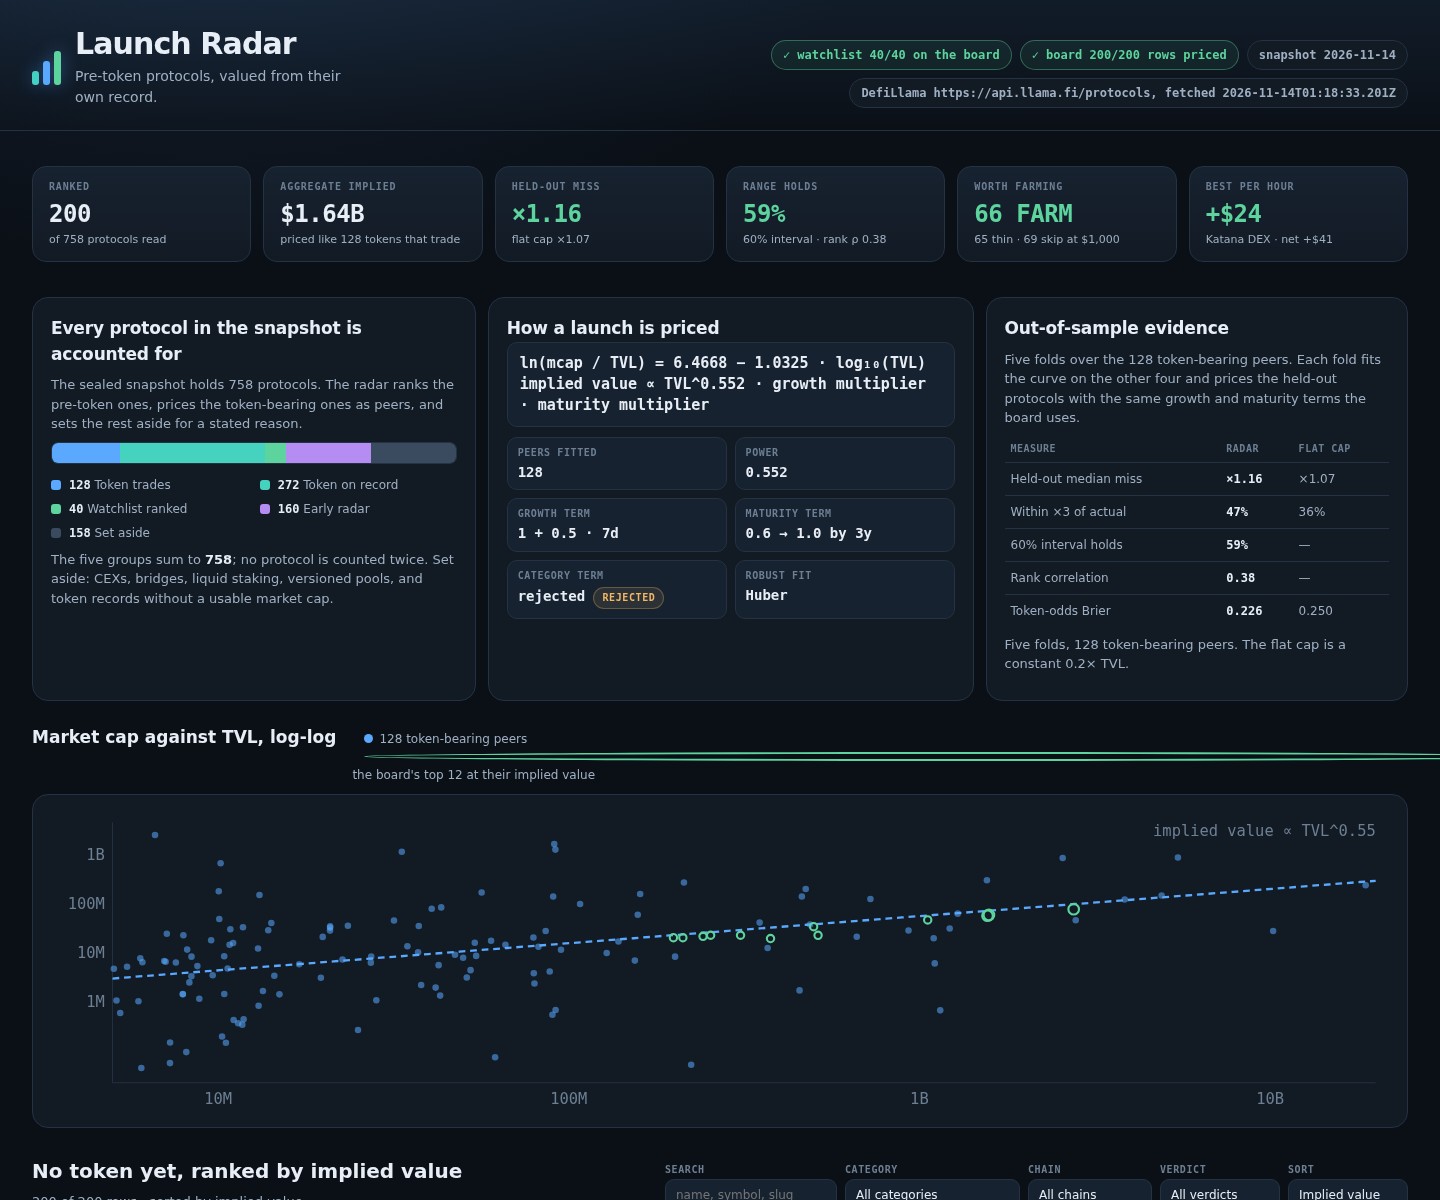 Launch Radar
Pre-token protocols, valued from their
own record.
✓ watchlist 40/40 on the board
✓ board 200/200 rows priced
snapshot 2026-11-14
DefiLlama https://api.llama.fi/protocols, fetched 2026-11-14T01:18:33.201Z
RANKED
200
of 758 protocols read
AGGREGATE IMPLIED
$1.64B
priced like 128 tokens that trade
HELD-OUT MISS
×1.16
flat cap ×1.07
RANGE HOLDS
59%
60% interval · rank ρ 0.38
WORTH FARMING
66 FARM
65 thin · 69 skip at $1,000
BEST PER HOUR
+$24
Katana DEX · net +$41
Every protocol in the snapshot is
accounted for
The sealed snapshot holds 758 protocols. The radar ranks the
pre-token ones, prices the token-bearing ones as peers, and
sets the rest aside for a stated reason.
128 Token trades
272 Token on record
40 Watchlist ranked
160 Early radar
158 Set aside
The five groups sum to 758; no protocol is counted twice. Set
aside: CEXs, bridges, liquid staking, versioned pools, and
token records without a usable market cap.
How a launch is priced
ln(mcap / TVL) = 6.4668 − 1.0325 · log₁₀(TVL)
implied value ∝ TVL^0.552 · growth multiplier
· maturity multiplier
PEERS FITTED
128
POWER
0.552
GROWTH TERM
1 + 0.5 · 7d
MATURITY TERM
0.6 → 1.0 by 3y
CATEGORY TERM
rejected REJECTED
ROBUST FIT
Huber
Out-of-sample evidence
Five folds over the 128 token-bearing peers. Each fold fits
the curve on the other four and prices the held-out
protocols with the same growth and maturity terms the
board uses.
MEASURE RADAR FLAT CAP
Held-out median miss ×1.16 ×1.07
Within ×3 of actual 47% 36%
60% interval holds 59% —
Rank correlation 0.38 —
Token-odds Brier 0.226 0.250
Five folds, 128 token-bearing peers. The flat cap is a
constant 0.2× TVL.
Market cap against TVL, log-log
128 token-bearing peers
the board's top 12 at their implied value
implied value ∝ TVL^0.55
1B
100M
10M
1M
10M 100M 1B 10B
No token yet, ranked by implied value
SEARCH
name, symbol, slug
CATEGORY
All categories
CHAIN
All chains
VERDICT
All verdicts
SORT
Implied value